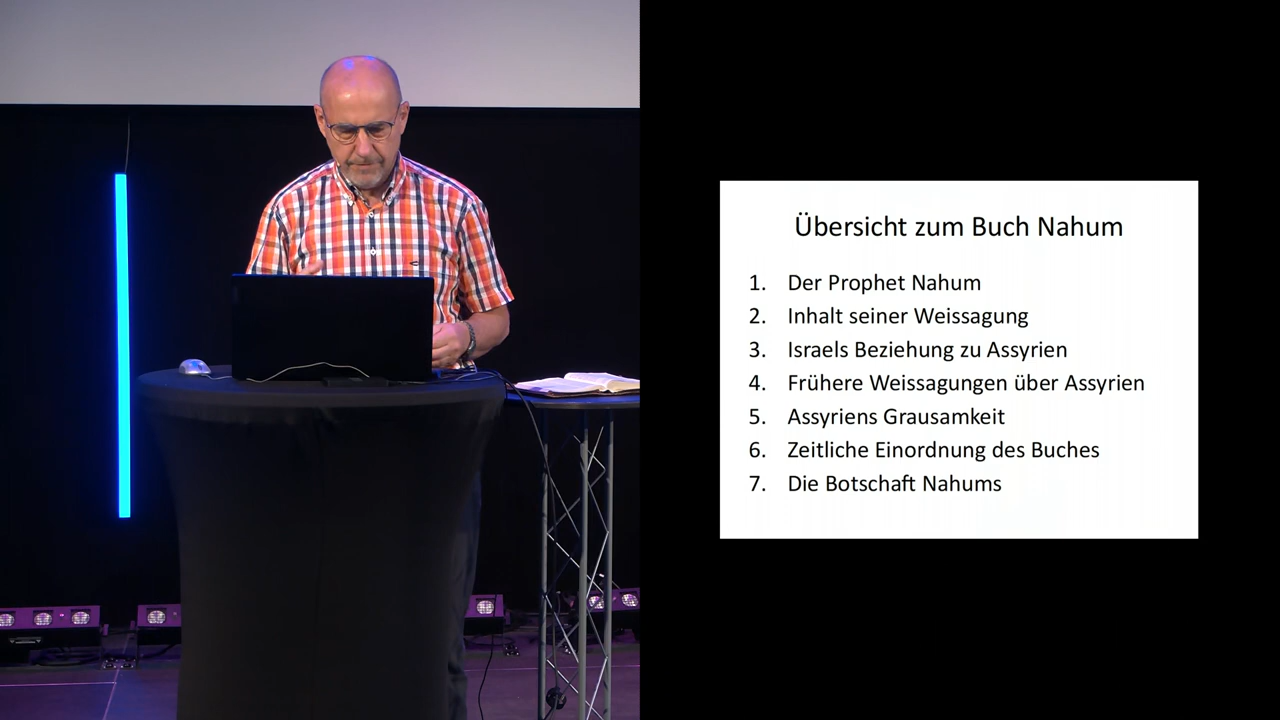 Übersicht zum Buch Nahum
1. Der Prophet Nahum
2. Inhalt seiner Weissagung
3. Israels Beziehung zu Assyrien
4. Frühere Weissagungen über Assyrien
5. Assyriens Grausamkeit
6. Zeitliche Einordnung des Buches
7. Die Botschaft Nahums